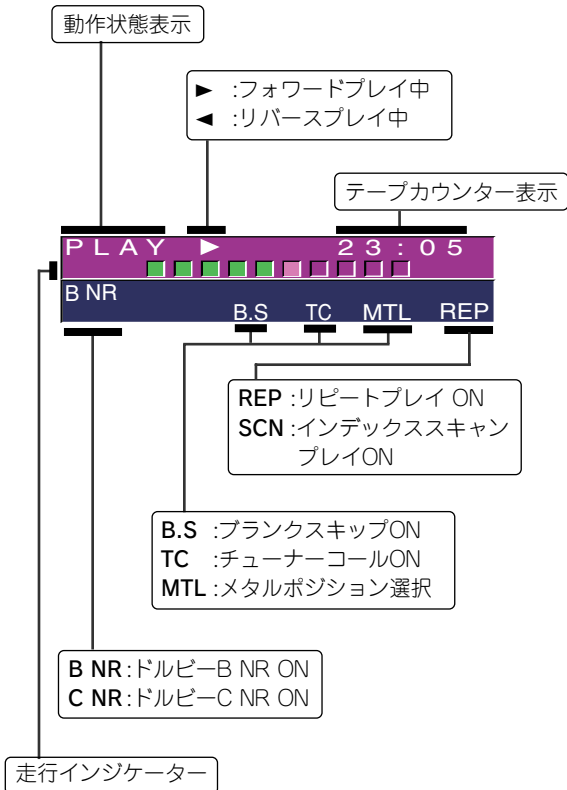 動作状態表示
► :フォワードプレイ中
◄ :リバースプレイ中
テープカウンター表示
PLAY ► 23:05
B NR
B.S TC MTL REP
REP :リピートプレイ ON
SCN :インデックススキャン
プレイON
B.S :ブランクスキップON
TC :チューナーコールON
MTL :メタルポジション選択
B NR :ドルビーB NR ON
C NR :ドルビーC NR ON
走行インジケーター